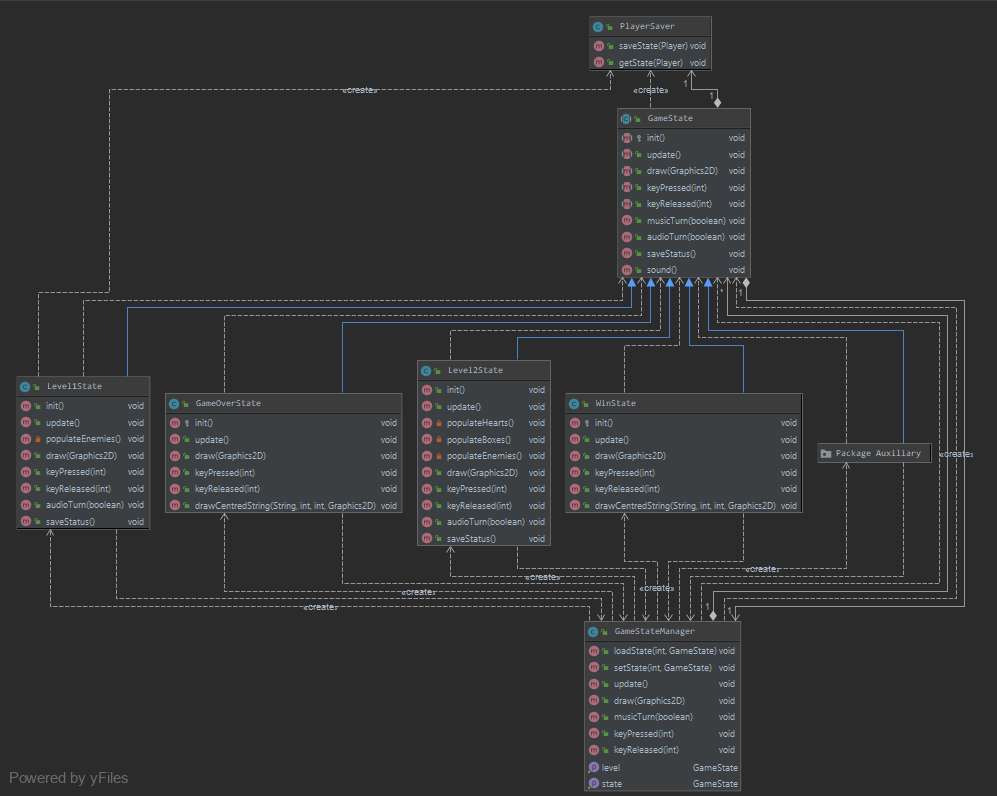 PlayerSaver
saveState(Player) void
getState(Player) void
«create»
«create»
1
1
GameState
init() void
update() void
draw(Graphics2D) void
keyPressed(int) void
keyReleased(int) void
musicTurn(boolean) void
audioTurn(boolean) void
saveStatus() void
sound() void
*
1
Level1State
init() void
update() void
populateEnemies() void
draw(Graphics2D) void
keyPressed(int) void
keyReleased(int) void
audioTurn(boolean) void
saveStatus() void
GameOverState
init() void
update() void
draw(Graphics2D) void
keyPressed(int) void
keyReleased(int) void
drawCentredString(String, int, int, Graphics2D) void
Level2State
init() void
update() void
populateHearts() void
populateBoxes() void
populateEnemies() void
draw(Graphics2D) void
keyPressed(int) void
keyReleased(int) void
audioTurn(boolean) void
saveStatus() void
WinState
init() void
update() void
draw(Graphics2D) void
keyPressed(int) void
keyReleased(int) void
drawCentredString(String, int, int, Graphics2D) void
Package Auxiliary
«create»
«create»
«create»
«create»
«create»
«create»
1
1
GameStateManager
loadState(int, GameState) void
setState(int, GameState) void
update() void
draw(Graphics2D) void
musicTurn(boolean) void
keyPressed(int) void
keyReleased(int) void
level GameState
state GameState
Powered by yFiles